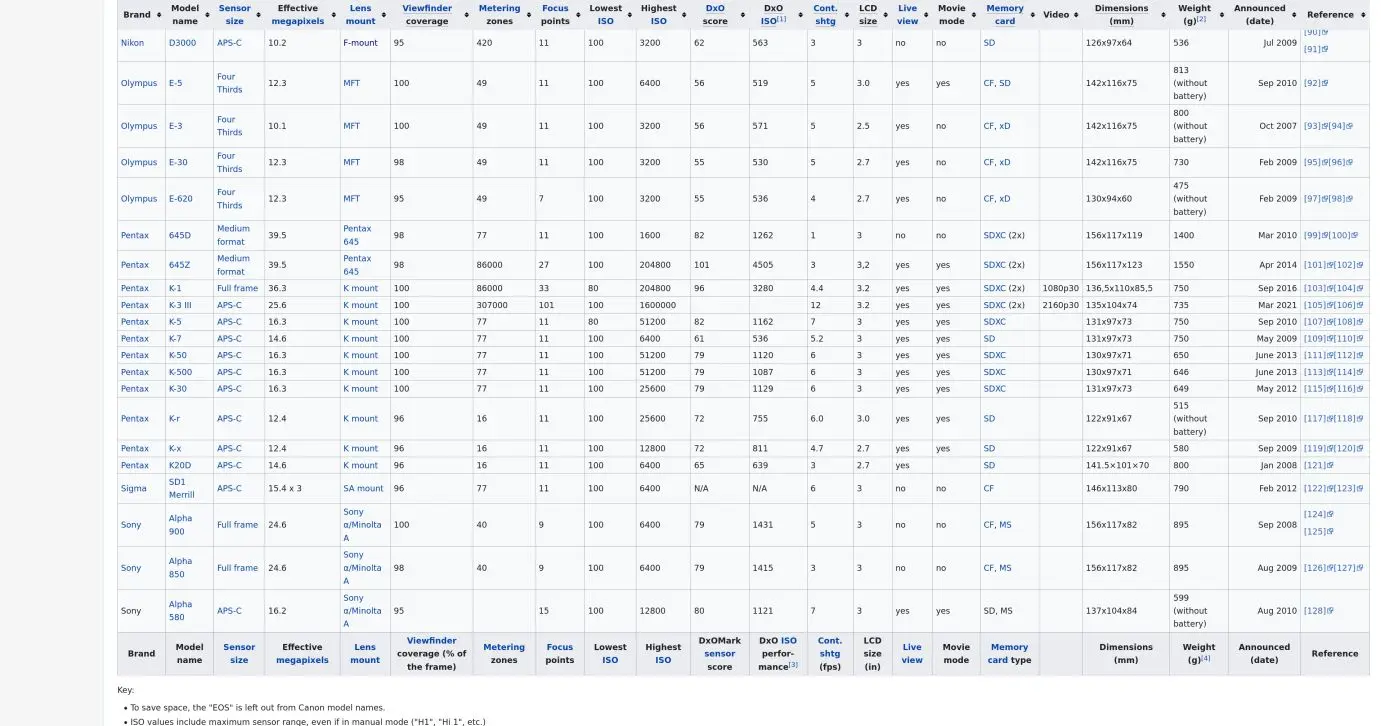 Brand Model name Sensor size Effective megapixels Lens mount Viewfinder coverage Metering zones Focus points Lowest ISO Highest ISO DxO score DxO ISO[1] Cont. shtg LCD size Live view Movie mode Memory card Video Dimensions (mm) Weight (g)[2] Announced (date) Reference
[90]
Nikon D3000 APS-C 10.2 F-mount 95 420 11 100 3200 62 563 3 3 no no SD 126x97x64 536 Jul 2009 [91]
Olympus E-5 Four Thirds 12.3 MFT 100 49 11 100 6400 56 519 5 3.0 yes yes CF, SD 142x116x75 813 (without battery) Sep 2010 [92]
Olympus E-3 Four Thirds 10.1 MFT 100 49 11 100 3200 56 571 5 2.5 yes no CF, xD 142x116x75 800 (without battery) Oct 2007 [93][94]
Olympus E-30 Four Thirds 12.3 MFT 98 49 11 100 3200 55 530 5 2.7 yes no CF, xD 142x116x75 730 Feb 2009 [95][96]
Olympus E-620 Four Thirds 12.3 MFT 95 49 7 100 3200 55 536 4 2.7 yes no CF, xD 130x94x60 475 (without battery) Feb 2009 [97][98]
Pentax 645D Medium format 39.5 Pentax 645 98 77 11 100 1600 82 1262 1 3 no no SDXC (2x) 156x117x119 1400 Mar 2010 [99][100]
Pentax 645Z Medium format 39.5 Pentax 645 98 86000 27 100 204800 101 4505 3 3,2 yes yes SDXC (2x) 156x117x123 1550 Apr 2014 [101][102]
Pentax K-1 Full frame 36.3 K mount 100 86000 33 80 204800 96 3280 4.4 3.2 yes yes SDXC (2x) 1080p30 136,5x110x85,5 750 Sep 2016 [103][104]
Pentax K-3 III APS-C 25.6 K mount 100 307000 101 100 1600000 12 3.2 yes yes SDXC (2x) 2160p30 135x104x74 735 Mar 2021 [105][106]
Pentax K-5 APS-C 16.3 K mount 100 77 11 80 51200 82 1162 7 3 yes yes SDXC 131x97x73 750 Sep 2010 [107][108]
Pentax K-7 APS-C 14.6 K mount 100 77 11 100 6400 61 536 5.2 3 yes yes SD 131x97x73 750 May 2009 [109][110]
Pentax K-50 APS-C 16.3 K mount 100 77 11 100 51200 79 1120 6 3 yes yes SDXC 130x97x71 650 June 2013 [111][112]
Pentax K-500 APS-C 16.3 K mount 100 77 11 100 51200 79 1087 6 3 yes yes SDXC 130x97x71 646 June 2013 [113][114]
Pentax K-30 APS-C 16.3 K mount 100 77 11 100 25600 79 1129 6 3 yes yes SDXC 131x97x73 649 May 2012 [115][116]
Pentax K-r APS-C 12.4 K mount 96 16 11 100 25600 72 755 6.0 3.0 yes yes SD 122x91x67 515 (without battery) Sep 2010 [117][118]
Pentax K-x APS-C 12.4 K mount 96 16 11 100 12800 72 811 4.7 2.7 yes yes SD 122x91x67 580 Sep 2009 [119][120]
Pentax K20D APS-C 14.6 K mount 96 16 11 100 6400 65 639 3 2.7 yes SD 141.5×101×70 800 Jan 2008 [121]
Sigma SD1 Merrill APS-C 15.4 x 3 SA mount 96 77 11 100 6400 N/A N/A 6 3 no no CF 146x113x80 790 Feb 2012 [122][123]
Sony Alpha 900 Full frame 24.6 Sony α/Minolta A 100 40 9 100 6400 79 1431 5 3 no no CF, MS 156x117x82 895 Sep 2008 [124][125]
Sony Alpha 850 Full frame 24.6 Sony α/Minolta A 98 40 9 100 6400 79 1415 3 3 no no CF, MS 156x117x82 895 Aug 2009 [126][127]
Sony Alpha 580 APS-C 16.2 Sony α/Minolta A 95 15 100 12800 80 1121 7 3 yes yes SD, MS 137x104x84 599 (without battery) Aug 2010 [128]
Brand Model name Sensor size Effective megapixels Lens mount Viewfinder coverage (% of the frame) Metering zones Focus points Lowest ISO Highest ISO DxOMark sensor score DxO ISO perfor-mance[3] Cont. shtg (fps) LCD size (in) Live view Movie mode Memory card type Dimensions (mm) Weight (g)[4] Announced (date) Reference
Key:
• To save space, the "EOS" is left out from Canon model names.
• ISO values include maximum sensor range, even if in manual mode ("H1", "Hi 1", etc.)